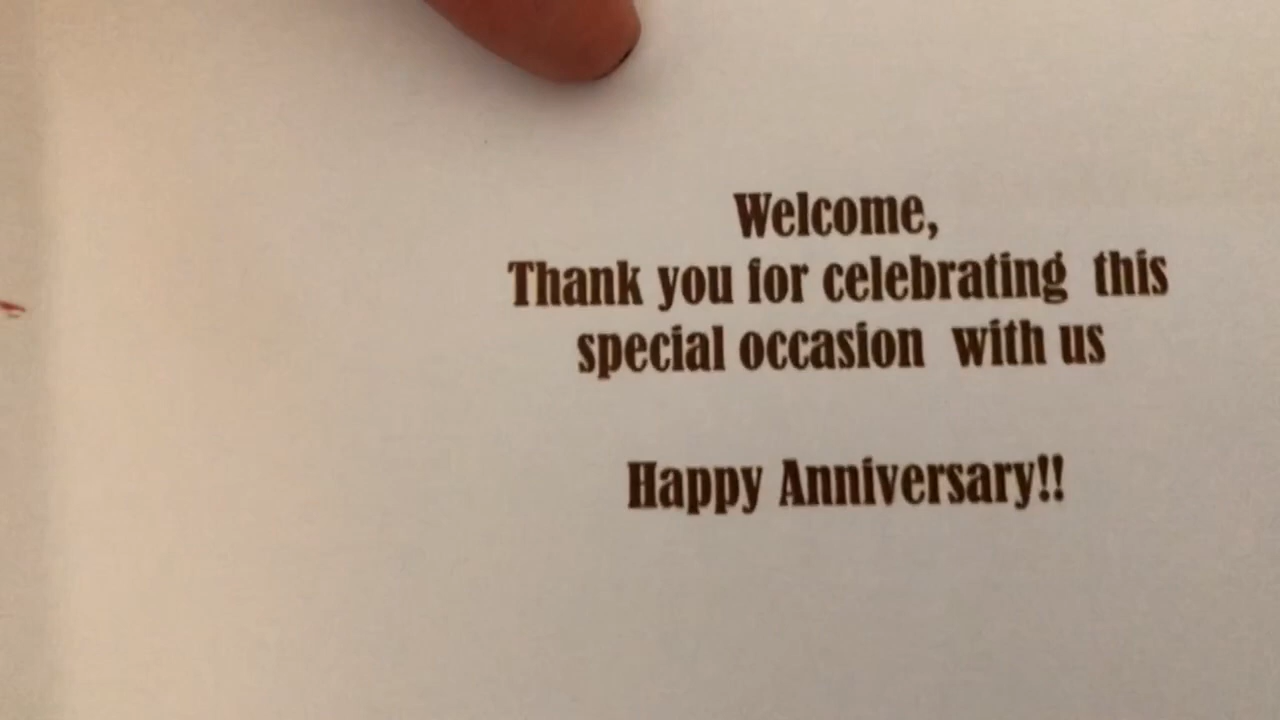 Welcome,
Thank you for celebrating this
special occasion with us
Happy Anniversary!!